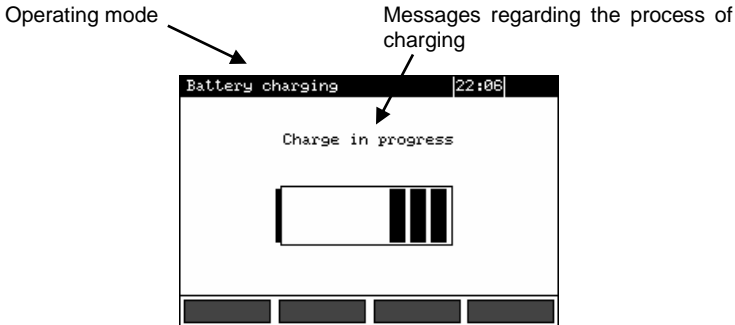 Operating mode
Messages regarding the process of
charging
Battery charging 22:06
Charge in progress